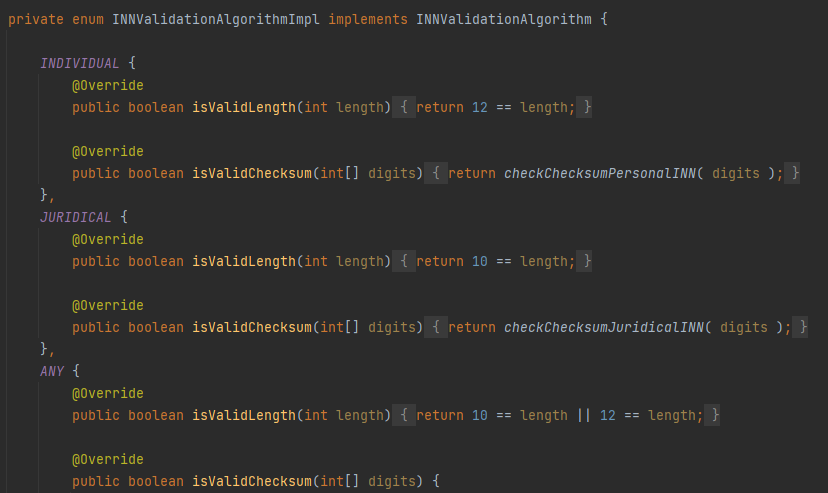 private enum INNValidationAlgorithmImpl implements INNValidationAlgorithm {
INDIVIDUAL {
@Override
public boolean isValidLength(int length) { return 12 == length; }
@Override
public boolean isValidChecksum(int[] digits) { return checkChecksumPersonalINN( digits ); }
},
JURIDICAL {
@Override
public boolean isValidLength(int length) { return 10 == length; }
@Override
public boolean isValidChecksum(int[] digits) { return checkChecksumJuridicalINN( digits ); }
},
ANY {
@Override
public boolean isValidLength(int length) { return 10 == length || 12 == length; }
@Override
public boolean isValidChecksum(int[] digits) {